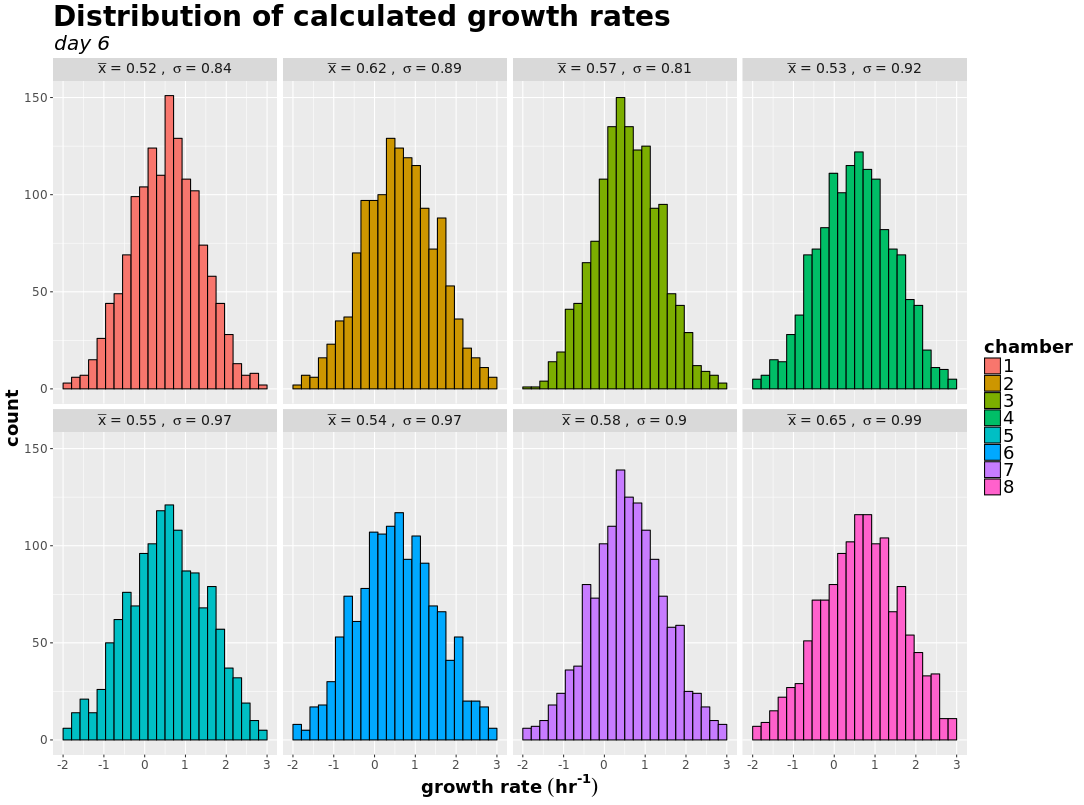 Distribution of calculated growth rates
day 6
x̅ = 0.52 , σ = 0.84
x̅ = 0.62 , σ = 0.89
x̅ = 0.57 , σ = 0.81
x̅ = 0.53 , σ = 0.92
150
100
50
0
x̅ = 0.55 , σ = 0.97
x̅ = 0.54 , σ = 0.97
x̅ = 0.58 , σ = 0.9
x̅ = 0.65 , σ = 0.99
150
100
50
0
-2 -1 0 1 2 3
-2 -1 0 1 2 3
-2 -1 0 1 2 3
-2 -1 0 1 2 3
growth rate (hr⁻¹)
count
chamber
1
2
3
4
5
6
7
8